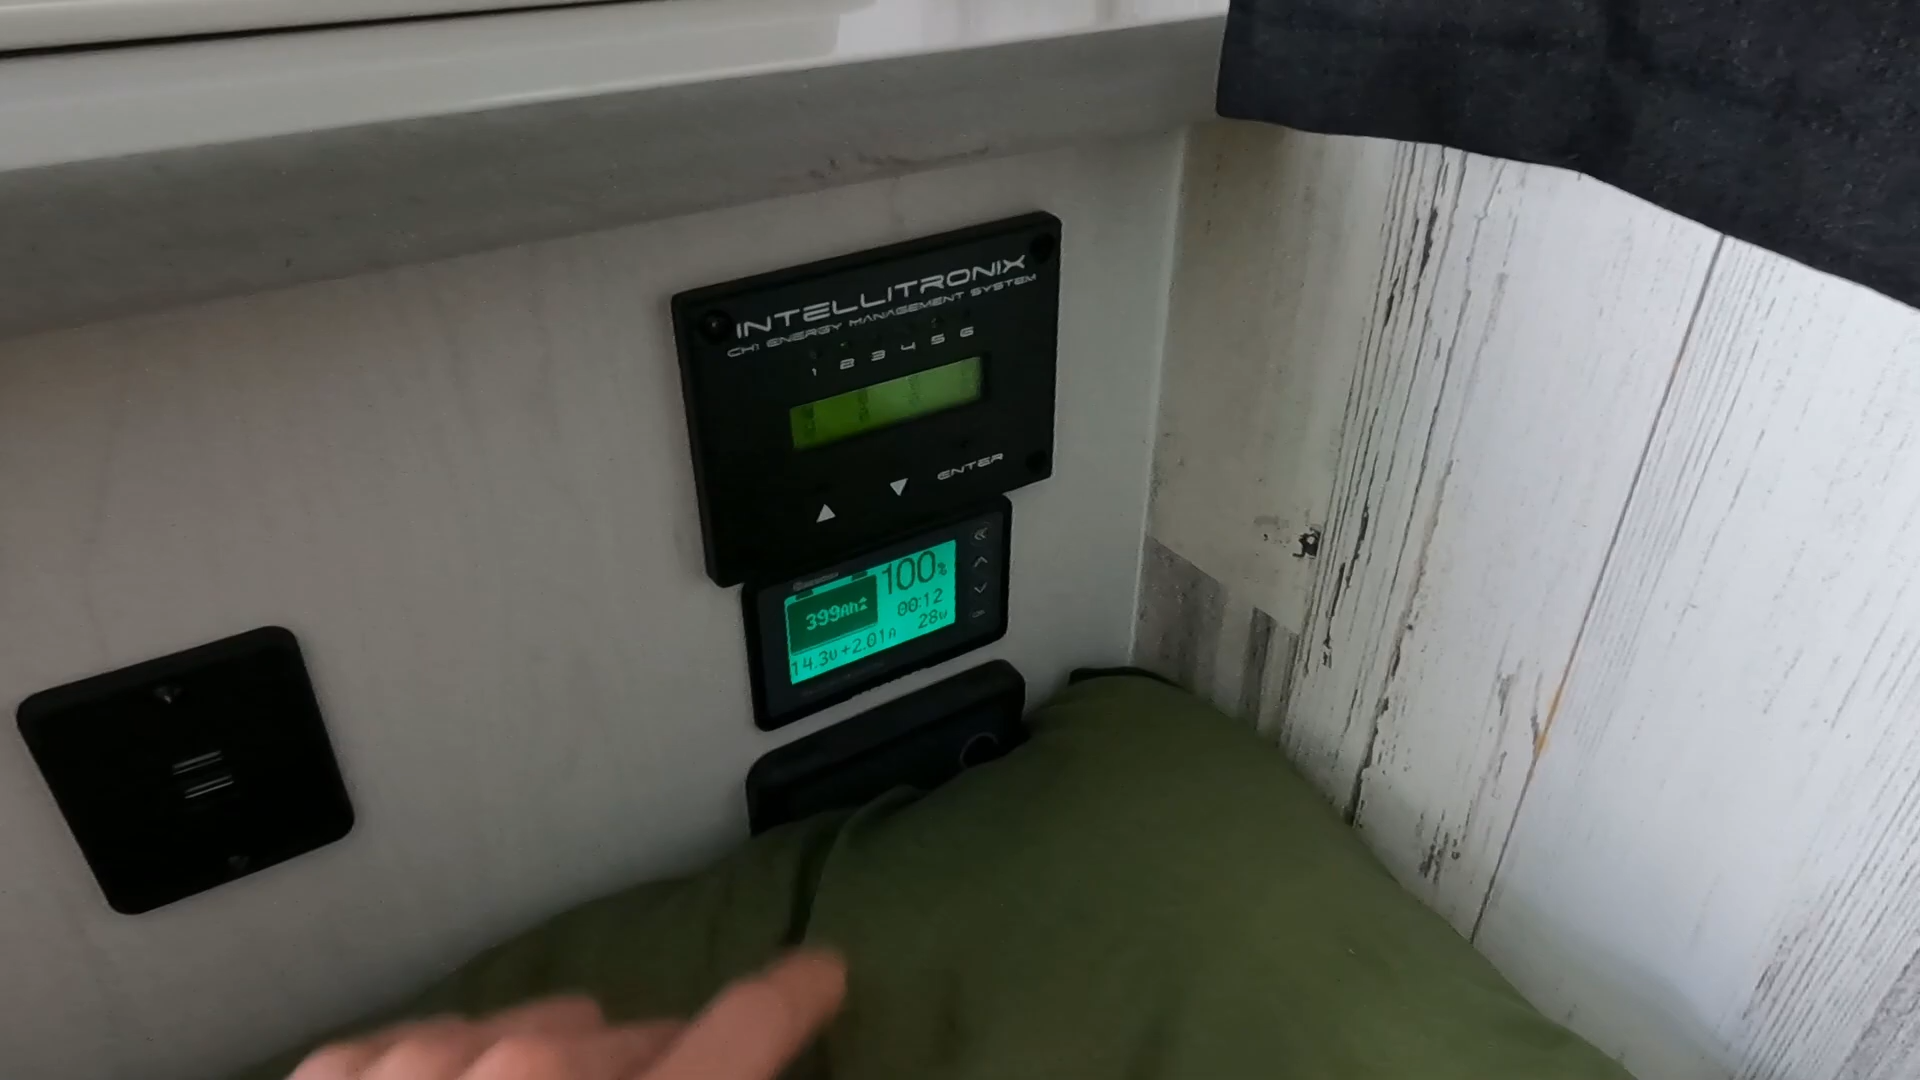 INTELLITRONIX
CH1 ENERGY MANAGEMENT SYSTEM
1 2 3 4 5 6
ENTER
100%
399Ah
00:12
28w
14.3v+2.01A